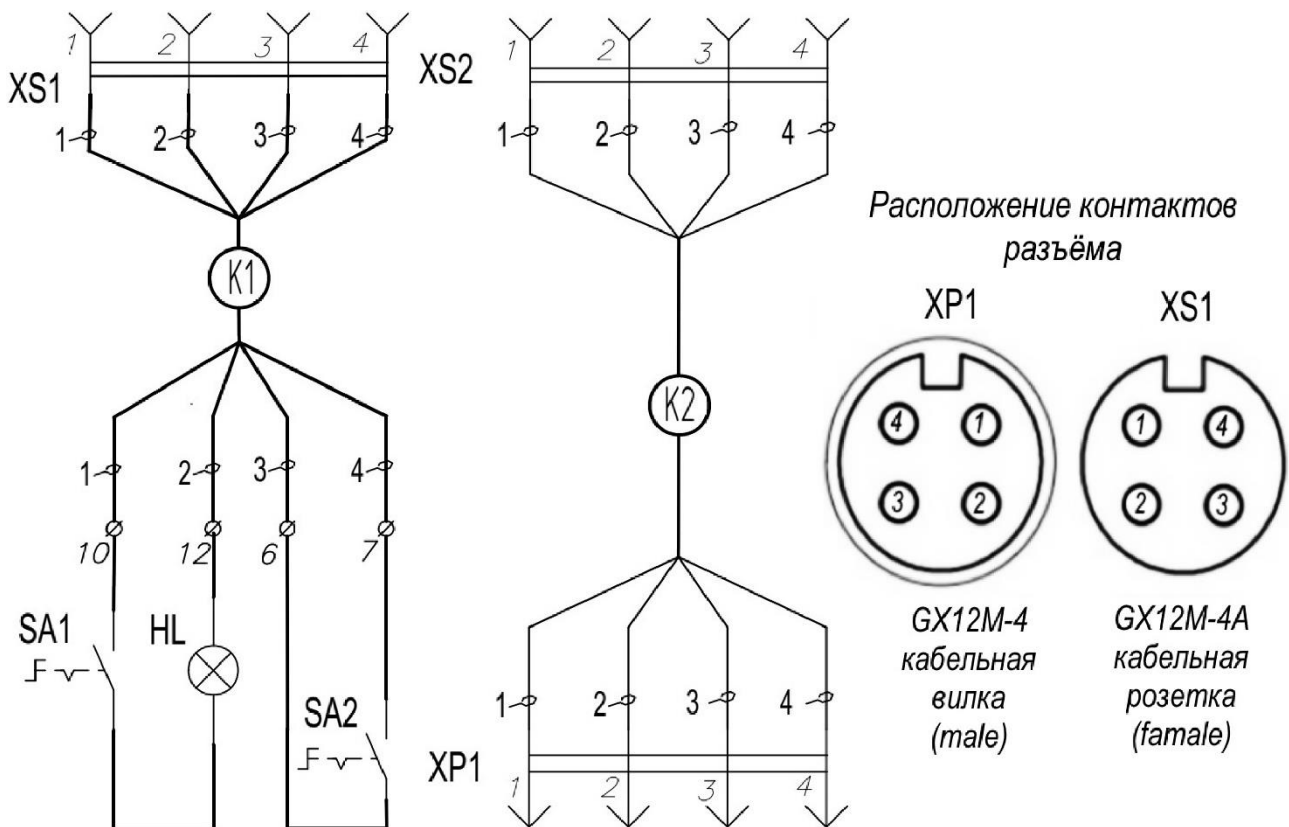 1 2 3 4
XS1
1 2 3 4
K1
1 2 3 4
10 12 6 7
SA1 HL
SA2
XS2
1 2 3 4
1 2 3 4
K2
1 2 3 4
XP1
1 2 3 4
Расположение контактов
разъёма
XP1 XS1
4 1
3 2
1 4
2 3
GX12M-4
кабельная
вилка
(male)
GX12M-4A
кабельная
розетка
(famale)